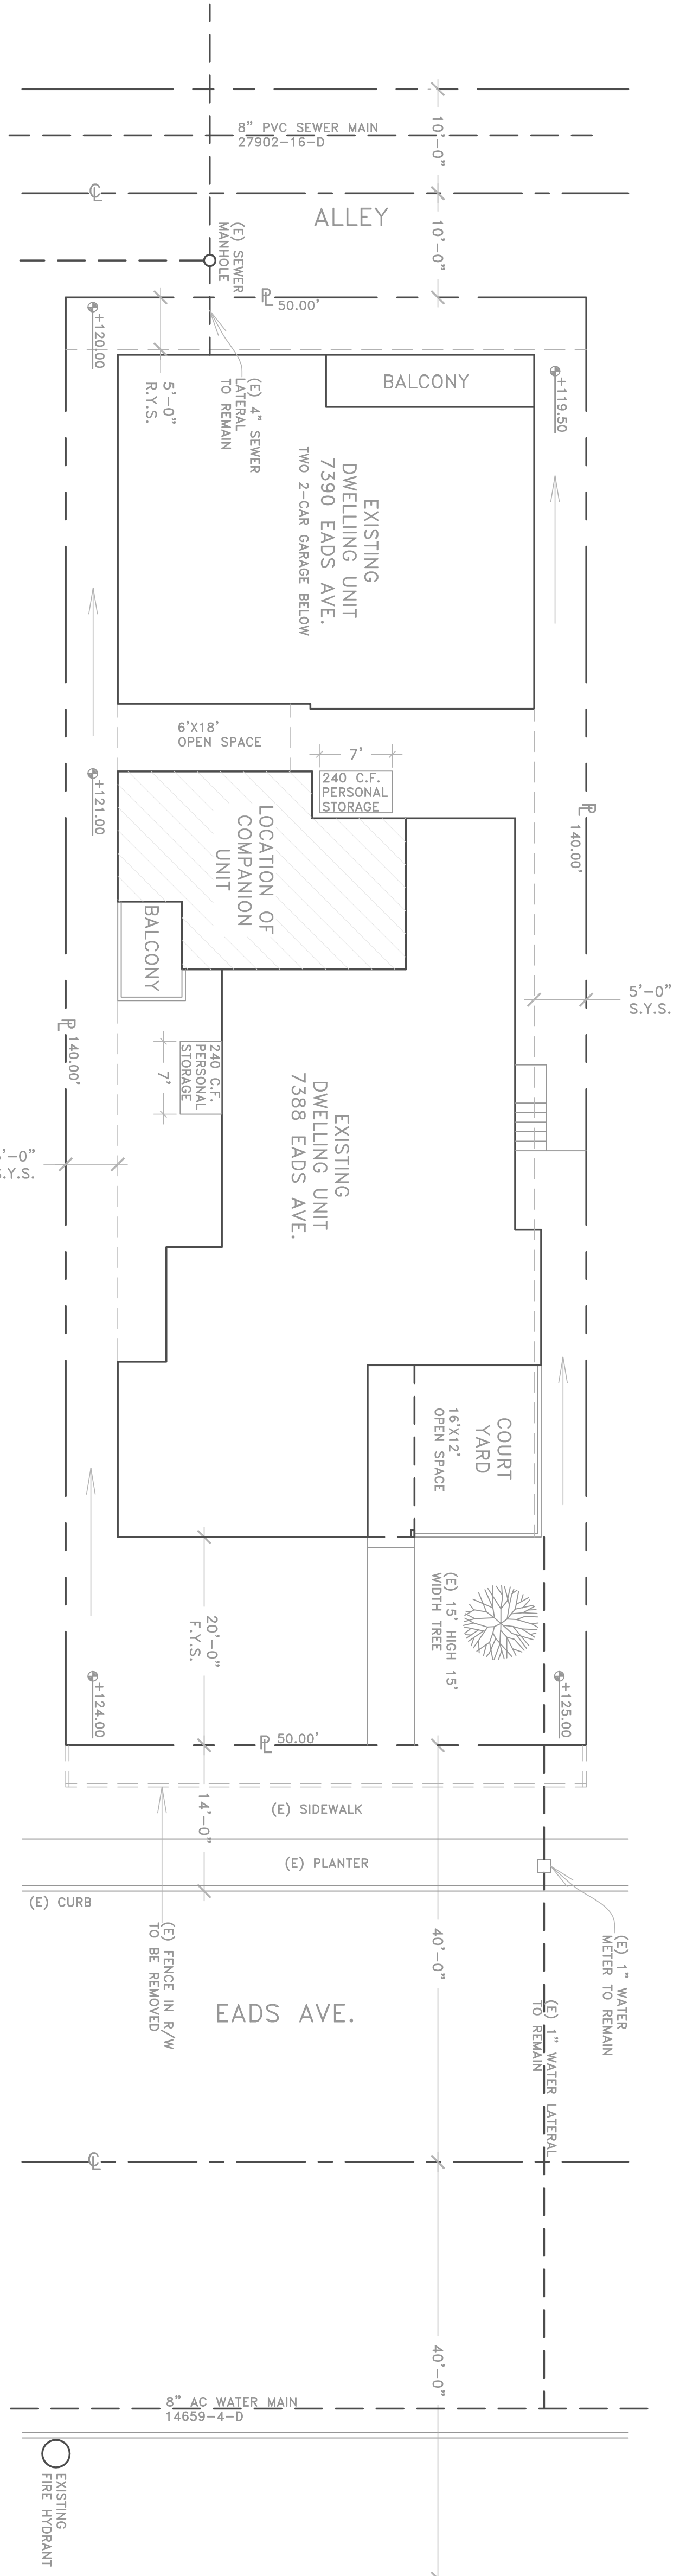 8" PVC SEWER MAIN
27902-16-D
10'-0"
℄
ALLEY
10'-0"
(E) SEWER
MANHOLE
PL 50.00'
+120.00
5'-0"
R.Y.S.
(E) 4" SEWER
LATERAL
TO REMAIN
BALCONY
+119.50
EXISTING
DWELLIING UNIT
7390 EADS AVE.
TWO 2-CAR GARAGE BELOW
6'X18'
OPEN SPACE
7'
240 C.F.
PERSONAL
STORAGE
+121.00
LOCATION OF
COMPANION
UNIT
PL 140.00'
BALCONY
5'-0"
S.Y.S.
PL 140.00'
240 C.F.
PERSONAL
STORAGE
7'
EXISTING
DWELLING UNIT
7388 EADS AVE.
'-0"
S.Y.S.
COURT
YARD
16'X12'
OPEN SPACE
(E) 15' HIGH 15'
WIDTH TREE
20'-0"
F.Y.S.
+124.00
+125.00
PL 50.00'
14'-0"
(E) SIDEWALK
(E) PLANTER
(E) CURB
(E) FENCE IN R/W
TO BE REMOVED
40'-0"
(E) 1" WATER
METER TO REMAIN
EADS AVE.
(E) 1" WATER LATERAL
TO REMAIN
℄
40'-0"
8" AC WATER MAIN
14659-4-D
EXISTING
FIRE HYDRANT